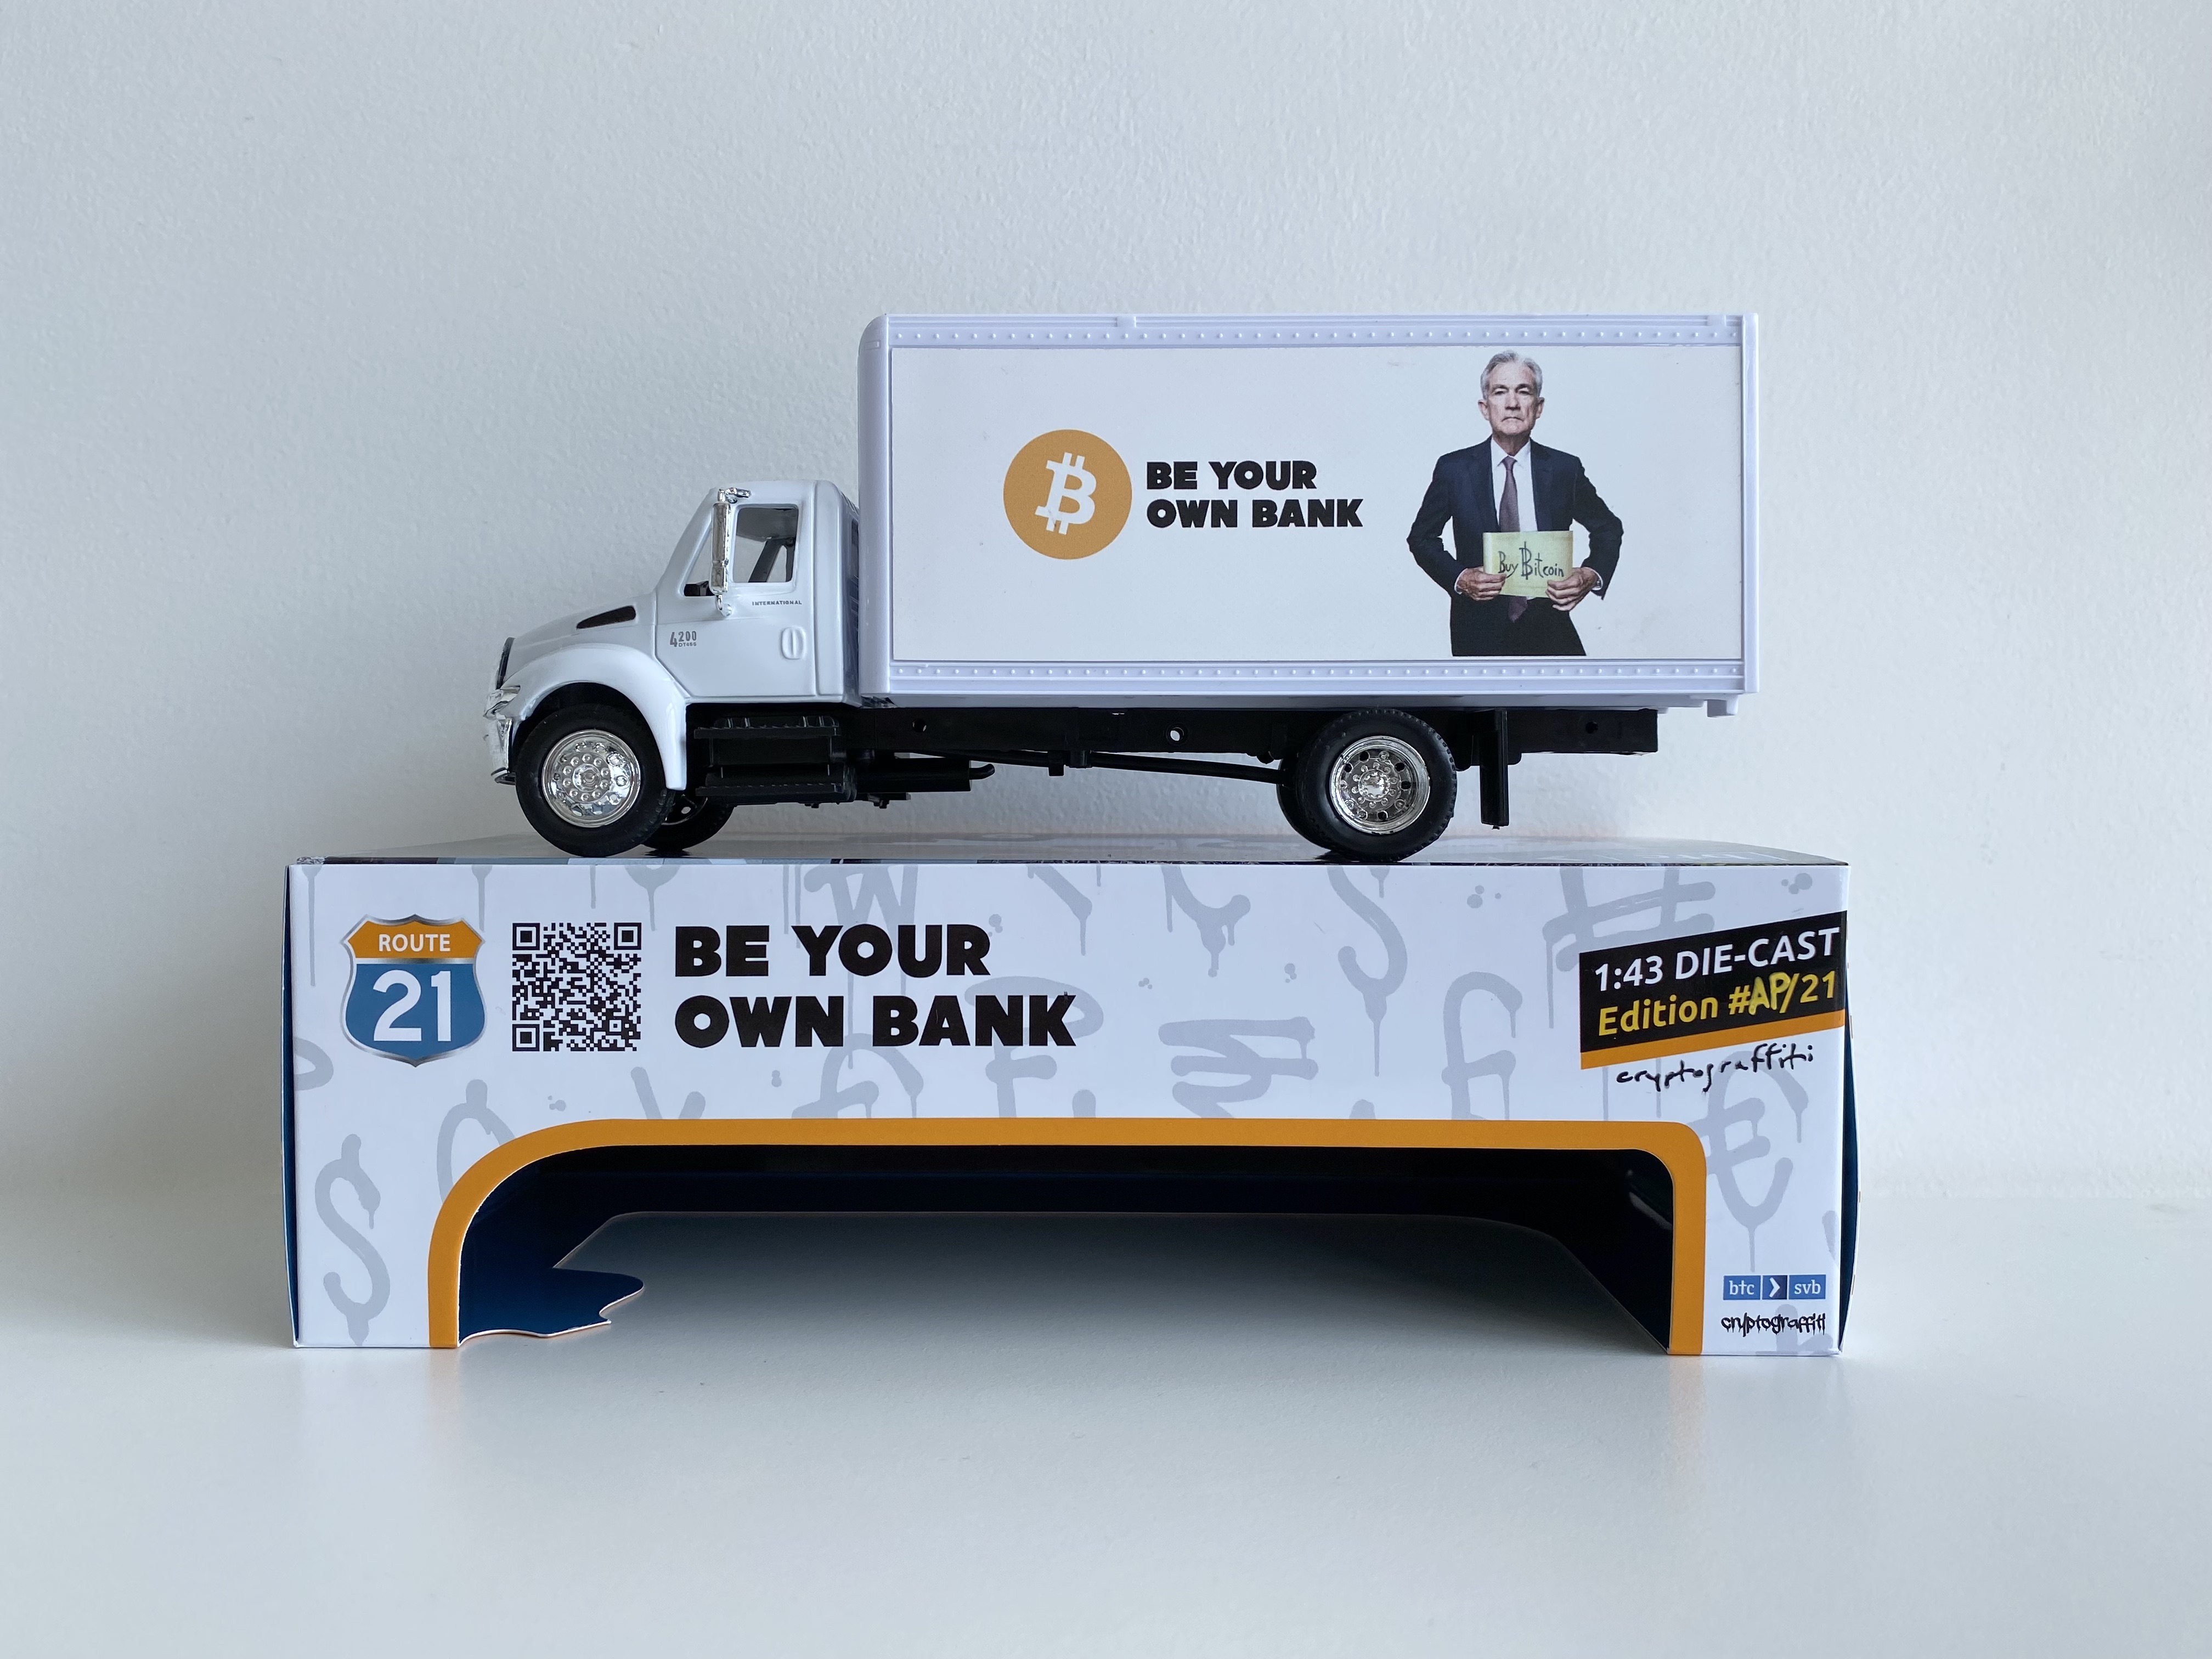 BE YOUR
OWN BANK
Buy Bitcoin
INTERNATIONAL
4200
ROUTE
21
BE YOUR
OWN BANK
1:43 DIE-CAST
Edition #AP/21
cryptograffiti
btc > svb
cryptograffiti